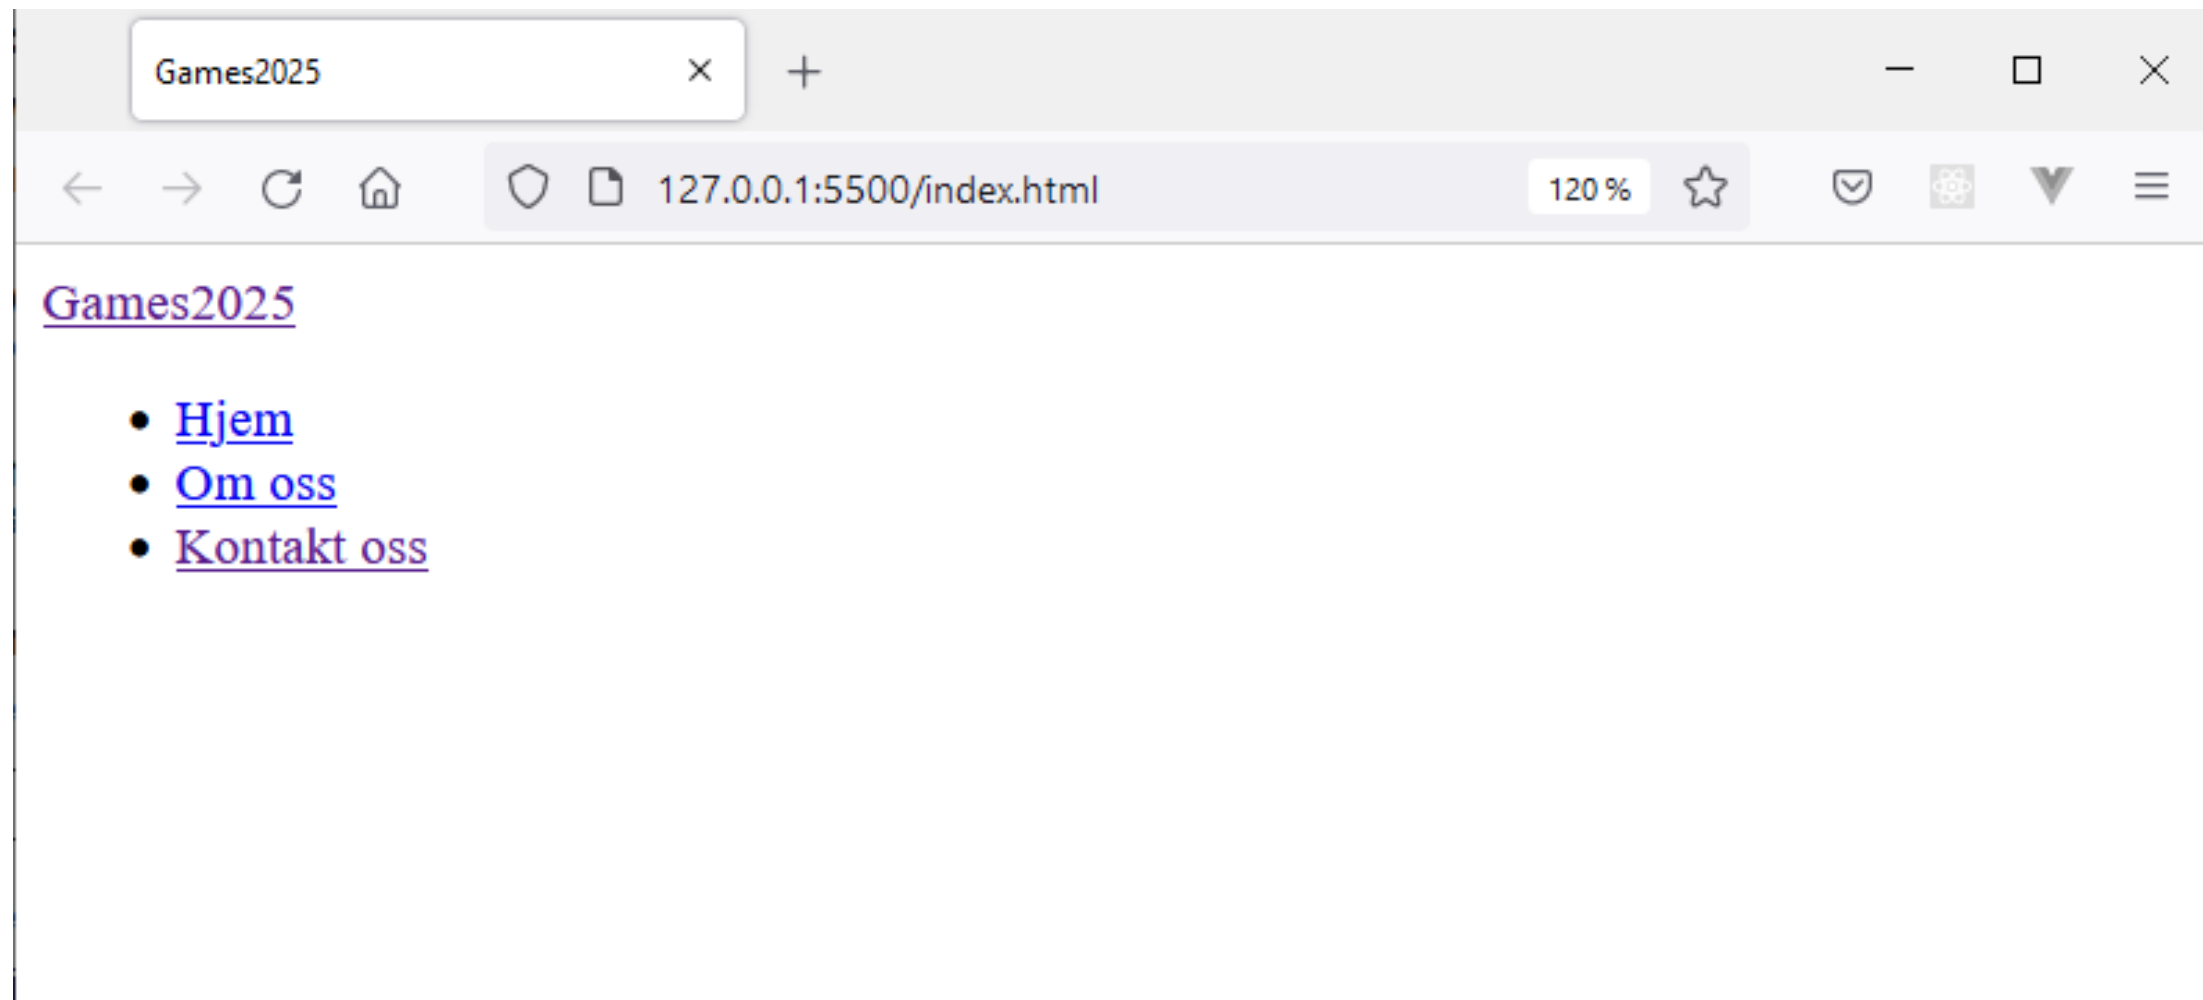 Games2025
127.0.0.1:5500/index.html 120 %
Games2025
Hjem
Om oss
Kontakt oss